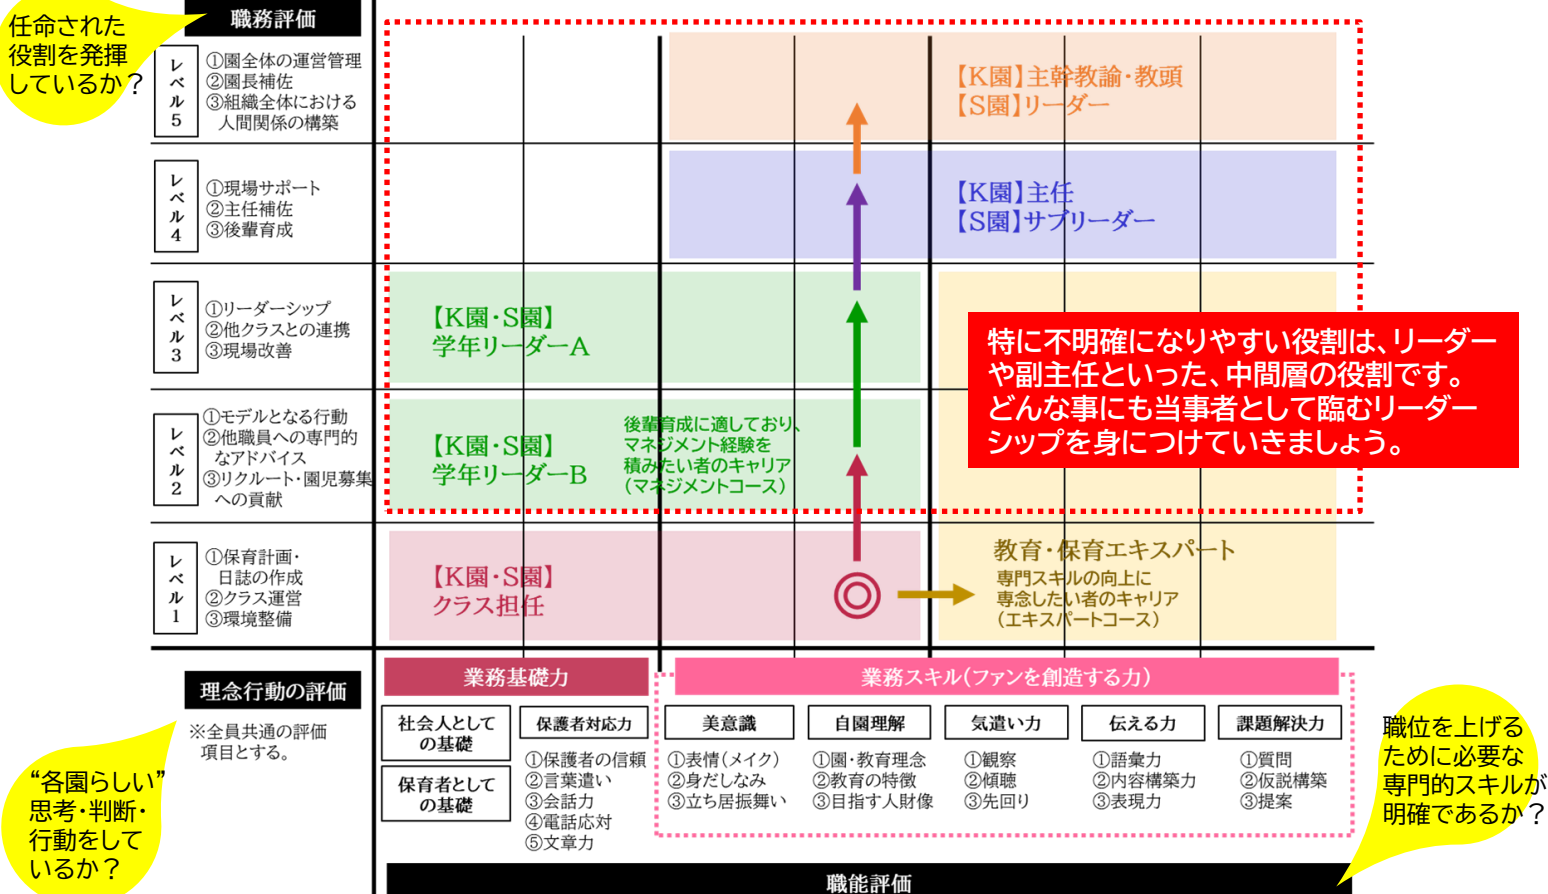 任命された
役割を発揮
しているか？
職務評価
レベル5
①園全体の運営管理
②園長補佐
③組織全体における
人間関係の構築
【K園】主幹教諭・教頭
【S園】リーダー
レベル4
①現場サポート
②主任補佐
③後輩育成
【K園】主任
【S園】サブリーダー
レベル3
①リーダーシップ
②他クラスとの連携
③現場改善
【K園・S園】
学年リーダーA
特に不明確になりやすい役割は、リーダー
や副主任といった、中間層の役割です。
どんな事にも当事者として臨むリーダー
シップを身につけていきましょう。
レベル2
①モデルとなる行動
②他職員への専門的
なアドバイス
③リクルート・園児募集
への貢献
【K園・S園】
学年リーダーB
後輩育成に適しており、
マネジメント経験を
積みたい者のキャリア
（マネジメントコース）
レベル1
①保育計画・
日誌の作成
②クラス運営
③環境整備
【K園・S園】
クラス担任
教育・保育エキスパート
専門スキルの向上に
専念したい者のキャリア
（エキスパートコース）
理念行動の評価
※全員共通の評価
項目とする。
“各園らしい”
思考・判断・
行動をして
いるか？
業務基礎力
業務スキル（ファンを創造する力）
社会人として
の基礎
保育者として
の基礎
保護者対応力
①保護者の信頼
②言葉遣い
③会話力
④電話応対
⑤文章力
美意識
①表情（メイク）
②身だしなみ
③立ち居振舞い
自園理解
①園・教育理念
②教育の特徴
③目指す人財像
気遣い力
①観察
②傾聴
③先回り
伝える力
①語彙力
②内容構築力
③表現力
課題解決力
①質問
②仮説構築
③提案
職位を上げる
ために必要な
専門的スキルが
明確であるか？
職能評価